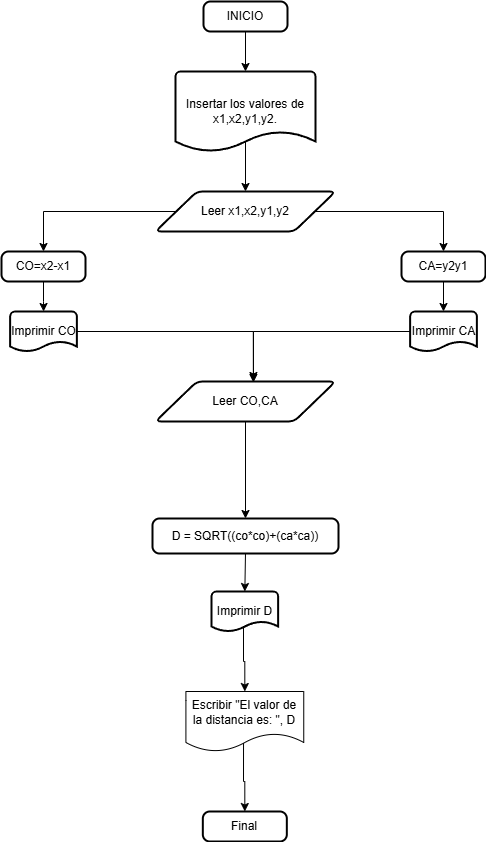 INICIO
Insertar los valores de
x1,x2,y1,y2.
Leer x1,x2,y1,y2
CO=x2-x1
CA=y2y1
Imprimir CO
Imprimir CA
Leer CO,CA
D = SQRT((co*co)+(ca*ca))
Imprimir D
Escribir "El valor de
la distancia es: ", D
Final